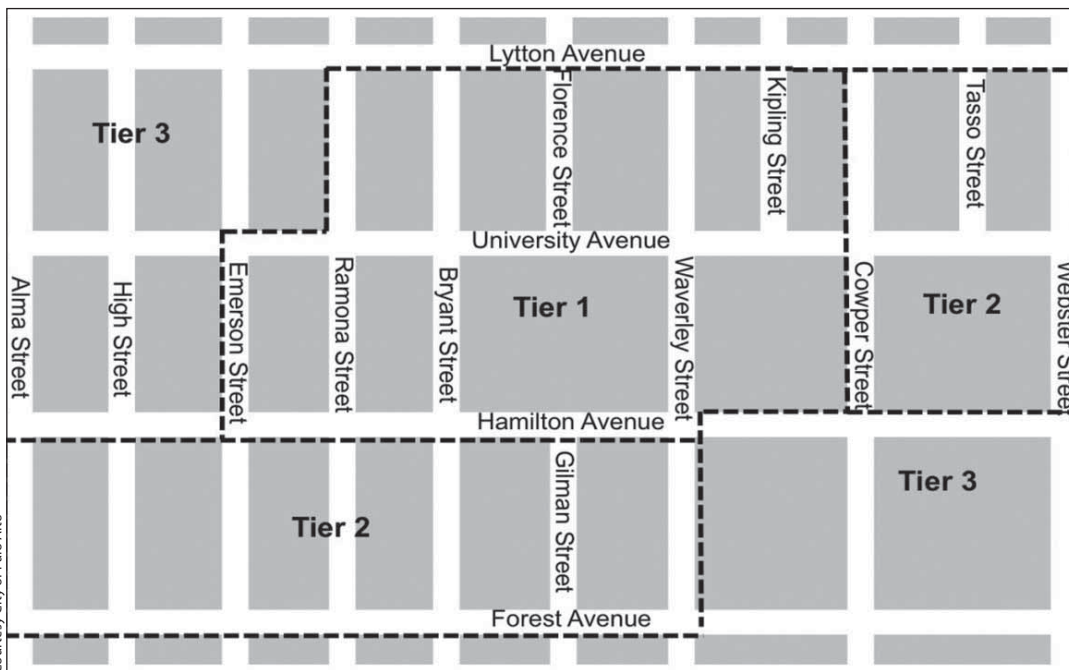 Lytton Avenue
Florence Street
Kipling Street
Tasso Street
Tier 3
University Avenue
Alma Street
High Street
Emerson Street
Ramona Street
Bryant Street
Tier 1
Waverley Street
Cowper Street
Tier 2
Webster Street
Hamilton Avenue
Gilman Street
Tier 3
Tier 2
Forest Avenue